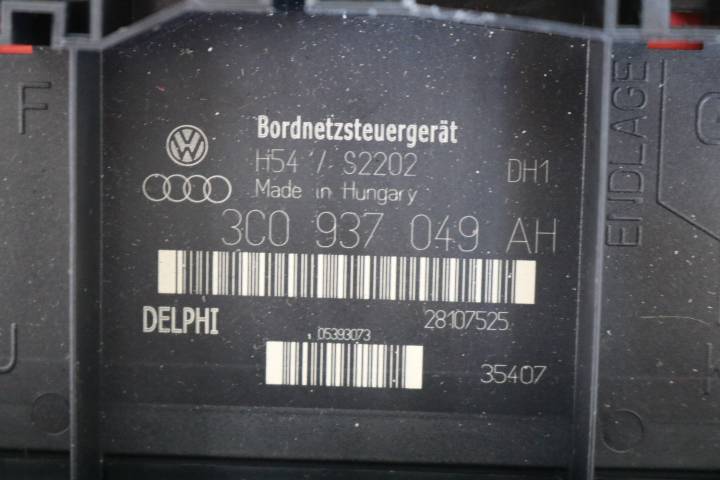 F
Bordnetzsteuergerät
H54 / S2202 DH1
Made in Hungary
3C0 937 049 AH
ENDLAGE
DELPHI 28107525
05393073
35407